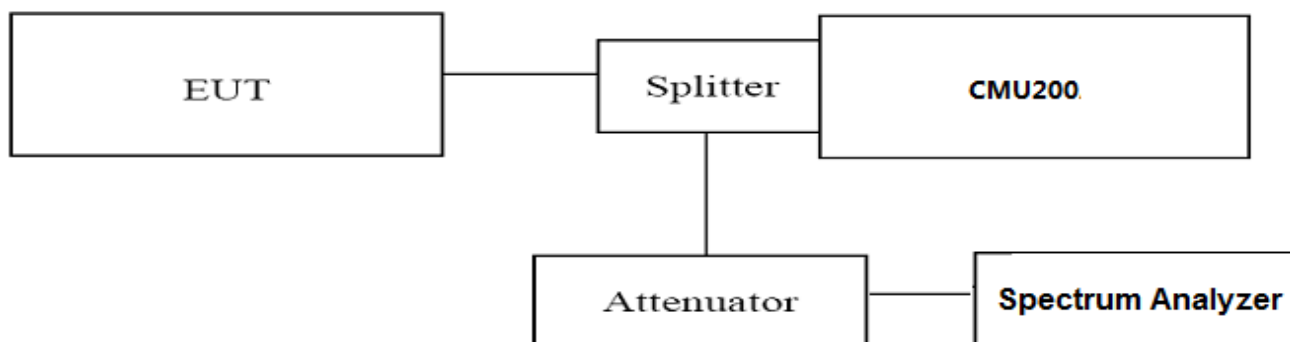 EUT
Splitter
CMU200
Attenuator
Spectrum Analyzer